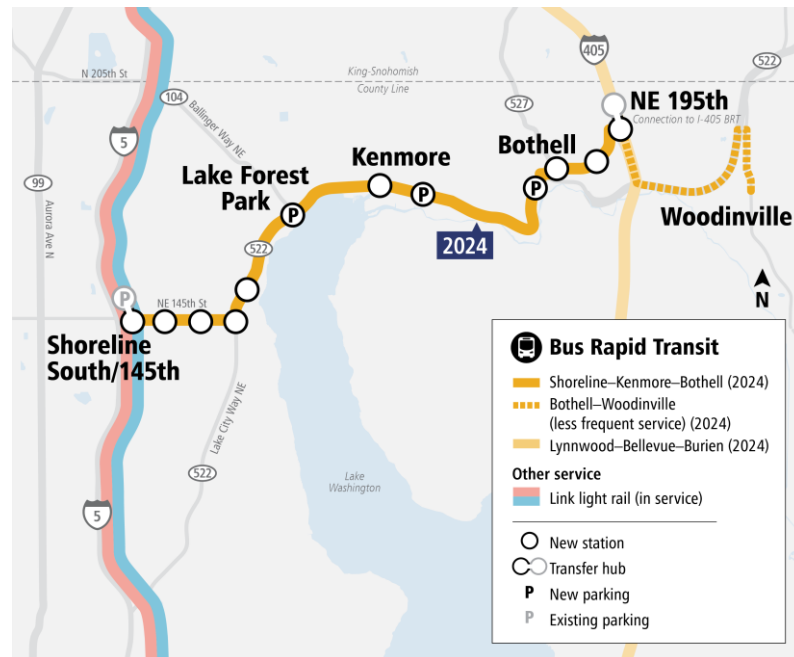 405
522
N 205th St
King-Snohomish
County Line
104
Ballinger Way NE
527
NE 195th
Connection to I-405 BRT
5
Bothell
Kenmore
Lake Forest
Park
P
P
P
99
Aurora Ave N
Woodinville
522
2024
N
P
NE 145th St
Shoreline
South/145th
Lake City Way NE
522
Lake
Washington
5
Bus Rapid Transit
Shoreline–Kenmore–Bothell (2024)
Bothell–Woodinville
(less frequent service) (2024)
Lynnwood–Bellevue–Burien (2024)
Other service
Link light rail (in service)
New station
Transfer hub
P New parking
P Existing parking